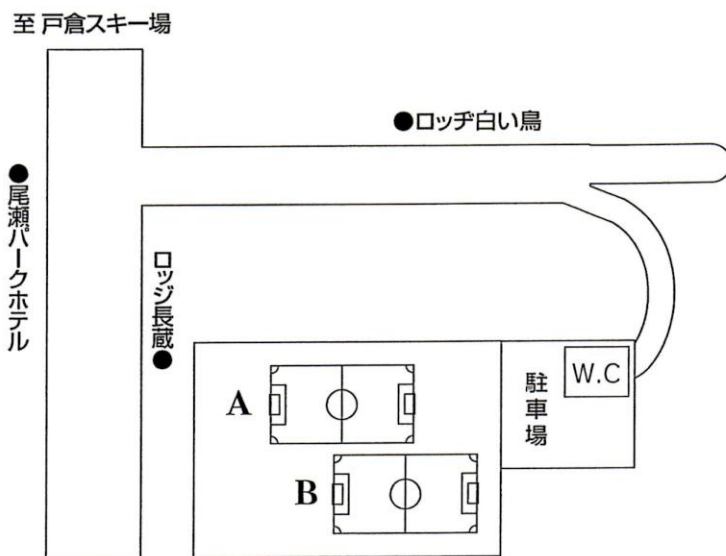 至 戸倉スキー場
●ロッヂ白い鳥
●尾瀬パークホテル
ロッジ長蔵●
A
B
駐車場
W.C